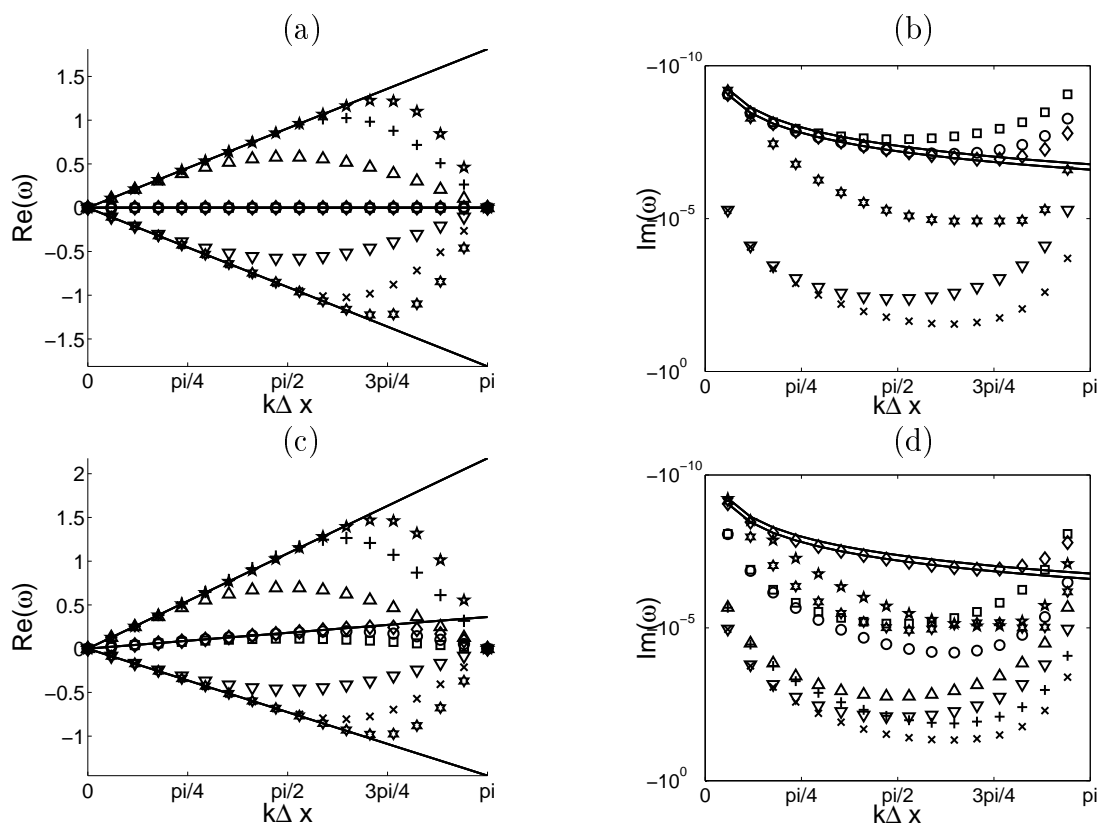 (a)
Re(ω)
1.5
1
0.5
0
−0.5
−1
−1.5
0
pi/4
pi/2
3pi/4
pi
kΔ x
(b)
Im(ω)
−10^−10
−10^−5
−10^0
0
pi/4
pi/2
3pi/4
pi
kΔ x
(c)
Re(ω)
2
1.5
1
0.5
0
−0.5
−1
0
pi/4
pi/2
3pi/4
pi
kΔ x
(d)
Im(ω)
−10^−10
−10^−5
−10^0
0
pi/4
pi/2
3pi/4
pi
kΔ x